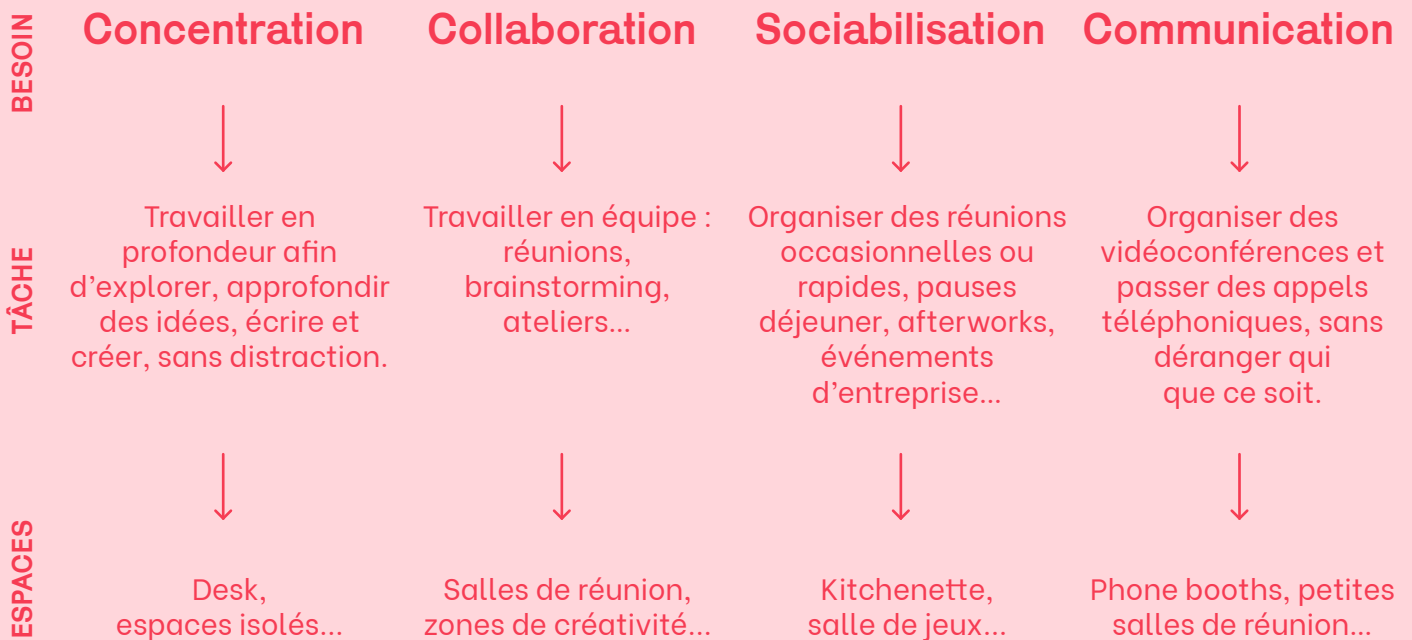 BESOIN
Concentration
Collaboration
Sociabilisation
Communication
TÂCHE
Travailler en
profondeur afin
d’explorer, approfondir
des idées, écrire et
créer, sans distraction.
Travailler en équipe :
réunions,
brainstorming,
ateliers...
Organiser des réunions
occasionnelles ou
rapides, pauses
déjeuner, afterworks,
événements
d’entreprise...
Organiser des
vidéoconférences et
passer des appels
téléphoniques, sans
déranger qui
que ce soit.
ESPACES
Desk,
espaces isolés...
Salles de réunion,
zones de créativité...
Kitchenette,
salle de jeux...
Phone booths, petites
salles de réunion...